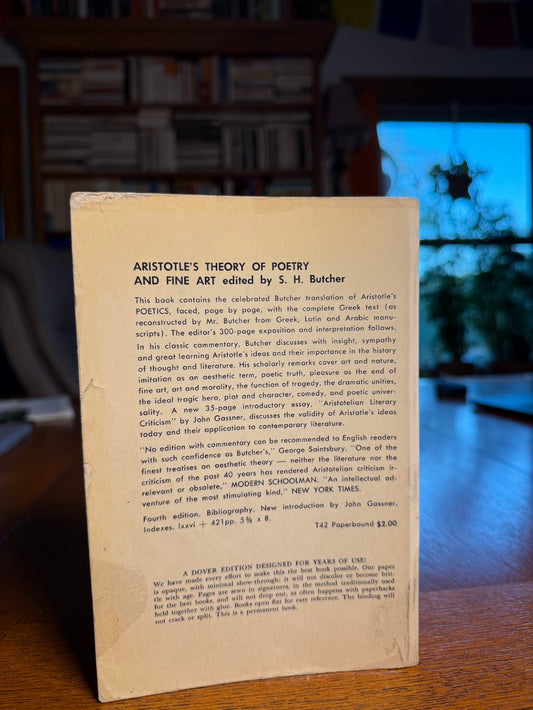 ARISTOTLE'S THEORY OF POETRY
AND FINE ART edited by S. H. Butcher
This book contains the celebrated Butcher translation of Aristotle's
POETICS, faced, page by page, with the complete Greek text (as
reconstructed by Mr. Butcher from Greek, Latin and Arabic manu-
scripts). The editor's 300-page exposition and interpretation follows.
In his classic commentary, Butcher discusses with insight, sympathy
and great learning Aristotle's ideas and their importance in the history
of thought and literature. His scholarly remarks cover art and nature,
imitation as an aesthetic term, poetic truth, pleasure as the end of
fine art, art and morality, the function of tragedy, the dramatic unities,
the ideal tragic hero, plot and character, comedy, and poetic univer-
sality. A new 35-page introductory essay, "Aristotelian Literary
Criticism" by John Gassner, discusses the validity of Aristotle's ideas
today and their application to contemporary literature.
"No edition with commentary can be recommended to English readers
with such confidence as Butcher's," George Saintsbury. "One of the
finest treatises on aesthetic theory — neither the literature nor the
criticism of the past 40 years has rendered Aristotelian criticism ir-
relevant or obsolete," MODERN SCHOOLMAN. "An intellectual ad-
venture of the most stimulating kind," NEW YORK TIMES.
Fourth edition. Bibliography. New introduction by John Gassner.
Indexes. lxxvi + 421pp. 5⅜ x 8.
T42 Paperbound $2.00
A DOVER EDITION DESIGNED FOR YEARS OF USE!
We have made every effort to make this the best book possible. Our paper
is opaque, with minimal show-through; it will not discolor or become brit-
tle with age. Pages are sewn in signatures, in the method traditionally used
for the best books, and will not drop out, as often happens with paperbacks
held together with glue. Books open flat for easy reference. The binding will
not crack or split. This is a permanent book.